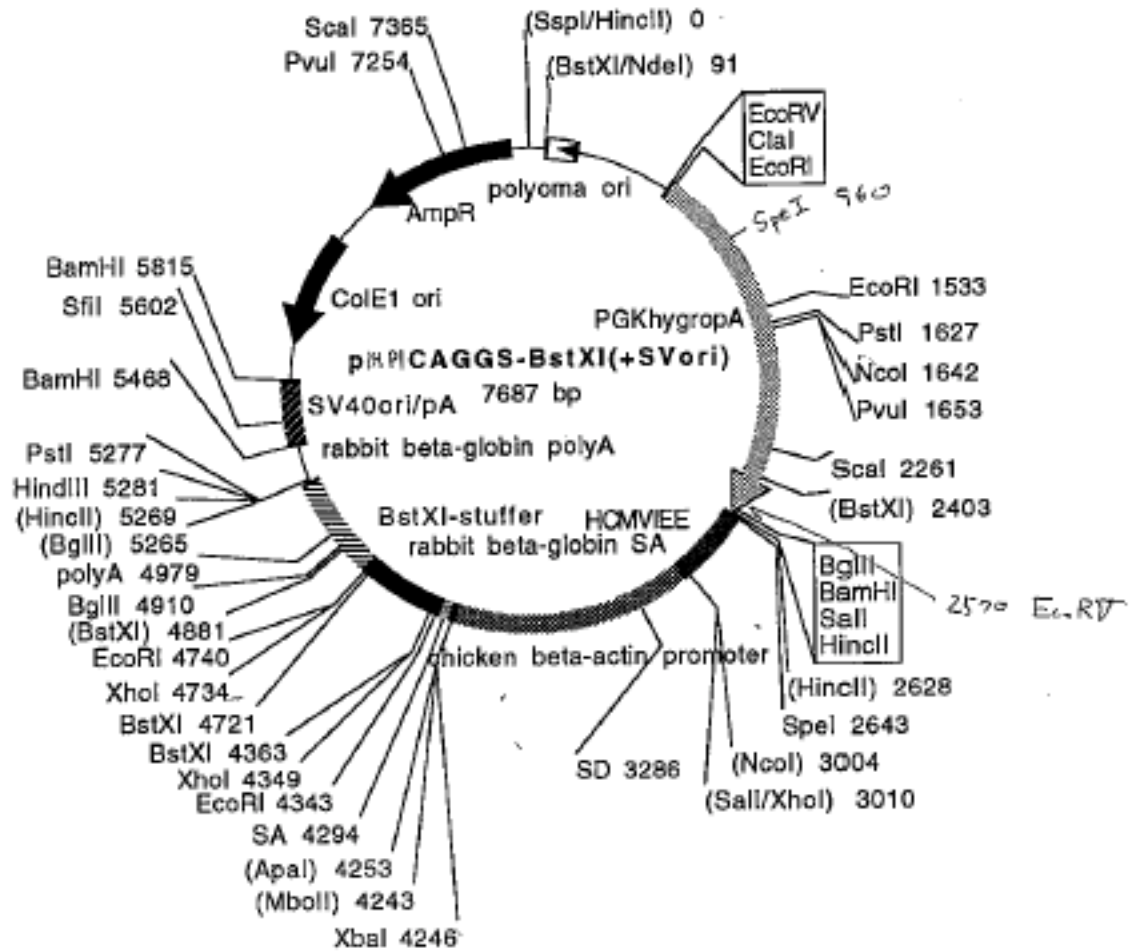 (SspI/HincII) 0
(BstXI/NdeI) 91
ScaI 7365
PvuI 7254
EcoRV
ClaI
EcoRI
SpeI 960
polyoma ori
AmpR
ColE1 ori
EcoRI 1533
PGKhygropA
PstI 1627
NcoI 1642
PvuI 1653
ScaI 2261
(BstXI) 2403
BglII
BamHI
SalI
HincII
2570 EcoRV
(HincII) 2628
SpeI 2643
(NcoI) 3004
(SalI/XhoI) 3010
SD 3286
BamHI 5815
SfiI 5602
BamHI 5468
PstI 5277
HindIII 5281
(HincII) 5269
(BglII) 5265
polyA 4979
BglII 4910
(BstXI) 4881
EcoRI 4740
XhoI 4734
BstXI 4721
BstXI 4363
XhoI 4349
EcoRI 4343
SA 4294
(ApaI) 4253
(MboII) 4243
XbaI 4246
p[H.P]CAGGS-BstXI(+SVori)
7687 bp
SV40ori/pA
rabbit beta-globin polyA
BstXI-stuffer
HCMVIEE
rabbit beta-globin SA
chicken beta-actin promoter